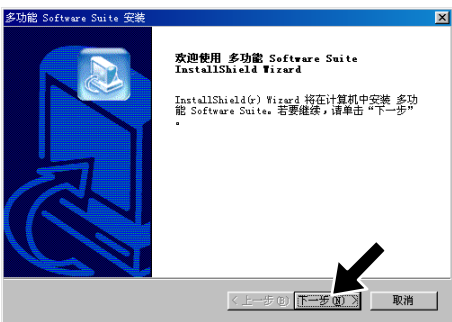 多功能 Software Suite 安装
欢迎使用 多功能 Software Suite
InstallShield Wizard
InstallShield(r) Wizard 将在计算机中安装 多功
能 Software Suite。若要继续，请单击“下一步”
。
< 上一步(B) 下一步(N) > 取消